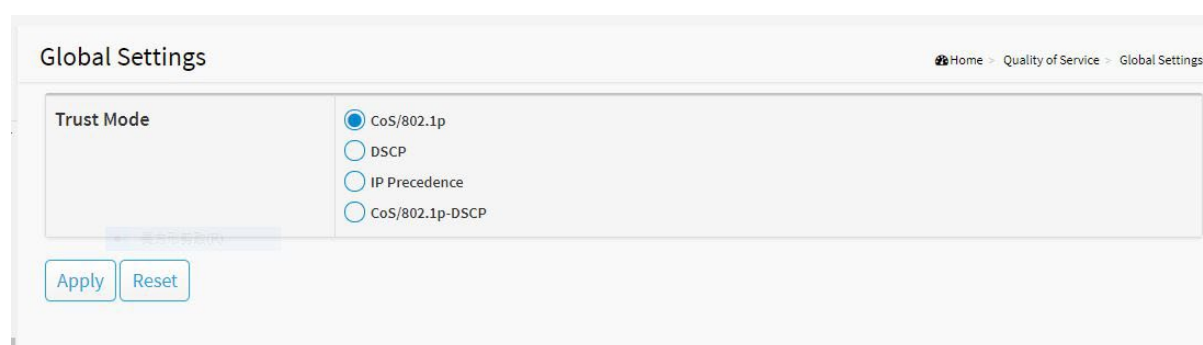 Global Settings
Home > Quality of Service > Global Settings
Trust Mode
CoS/802.1p
DSCP
IP Precedence
CoS/802.1p-DSCP
Apply
Reset